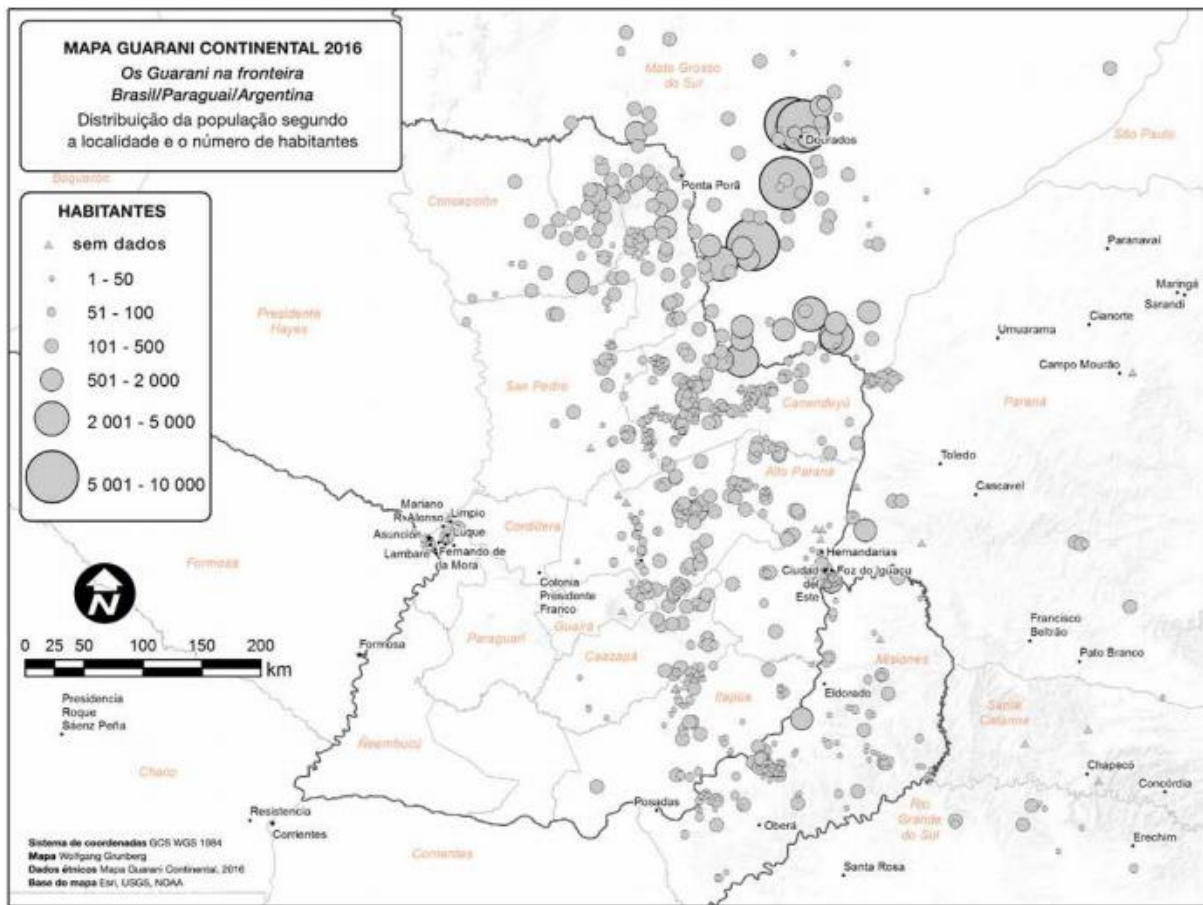 MAPA GUARANI CONTINENTAL 2016
Os Guarani na fronteira
Brasil/Paraguai/Argentina
Distribuição da população segundo
a localidade e o número de habitantes
Mato Grosso
do Sul
São Paulo
Dourados
Boquerón
Concepción
Ponta Porã
HABITANTES
sem dados
1 - 50
51 - 100
101 - 500
501 - 2 000
2 001 - 5 000
5 001 - 10 000
Paranavaí
Maringá
Sarandi
Cianorte
Umuarama
Campo Mourão
Presidente
Hayes
San Pedro
Canendeyú
Paraná
Alto Paraná
Toledo
Cascavel
Mariano
R. Alonso
Limpio
Luque
Asunción
Lambaré
Fernando de
la Mora
Cordillera
Formosa
Hernandarias
Ciudad
del
Este
Foz do Iguaçu
Colonia
Presidente
Franco
N
0 25 50 100 150 200
km
Paraguarí
Guairá
Caazapá
Formosa
Francisco
Beltrão
Pato Branco
Misiones
Itapúa
Eldorado
Santa
Catarina
Presidencia
Roque
Sáenz Peña
Ñeembucú
Chaco
Chapecó
Concórdia
Resistencia
Corrientes
Posadas
Oberá
Rio
Grande
do Sul
Erechim
Corrientes
Santa Rosa
Sistema de coordenadas GCS WGS 1984
Mapa Wolfgang Grunberg
Dados étnicos Mapa Guarani Continental, 2016
Base do mapa Esri, USGS, NOAA